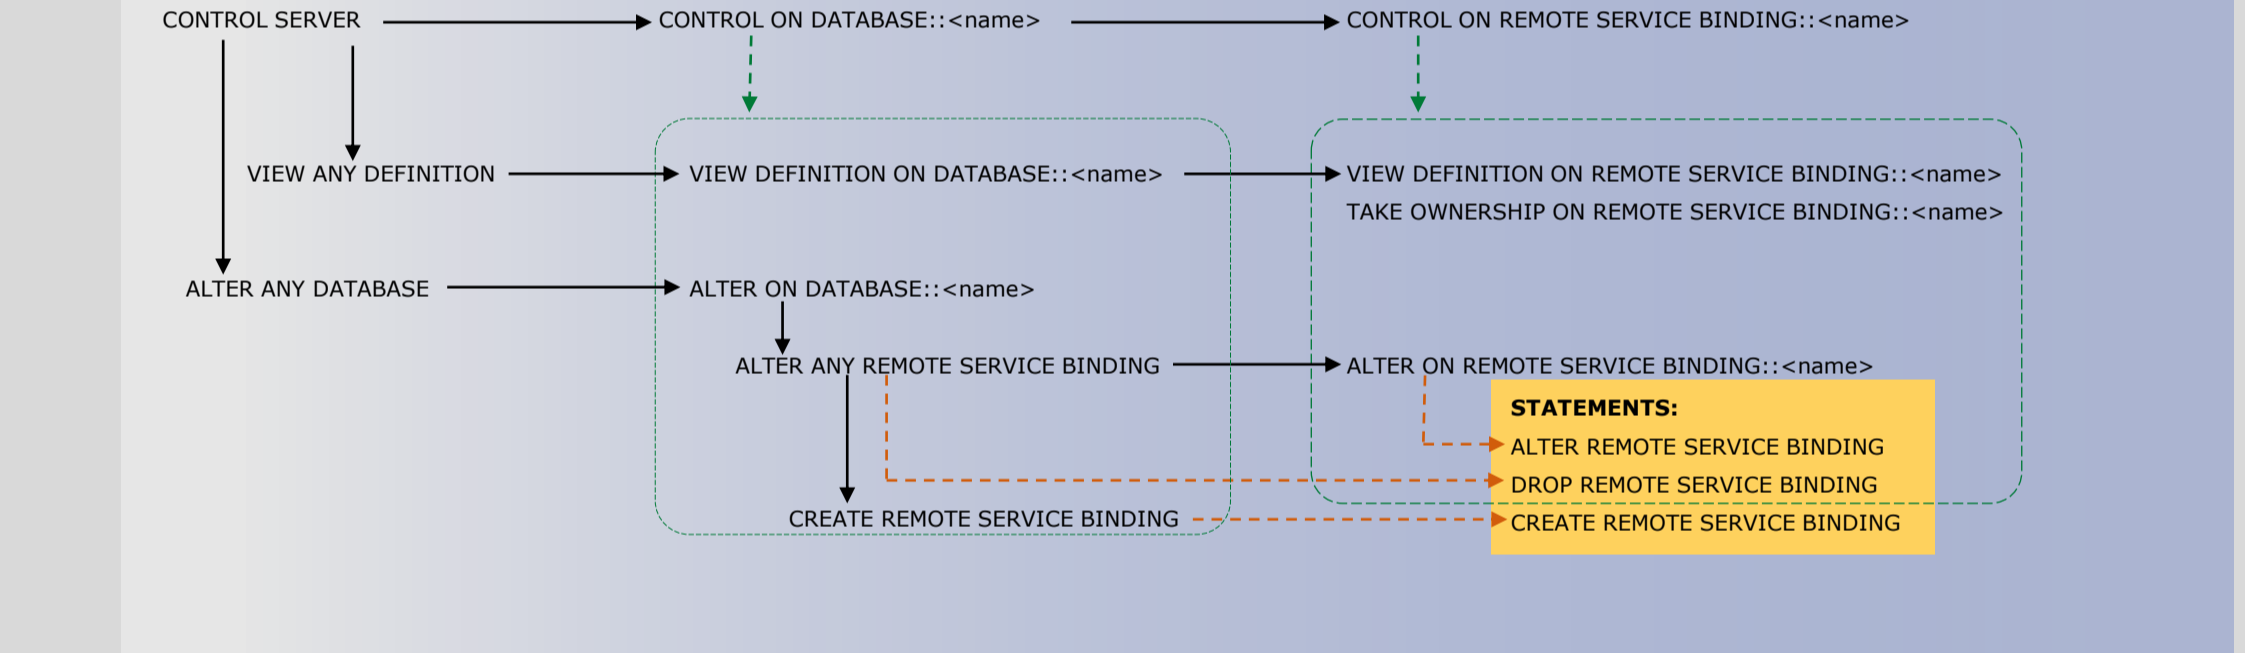 CONTROL SERVER
CONTROL ON DATABASE::<name>
CONTROL ON REMOTE SERVICE BINDING::<name>
VIEW ANY DEFINITION
VIEW DEFINITION ON DATABASE::<name>
VIEW DEFINITION ON REMOTE SERVICE BINDING::<name>
TAKE OWNERSHIP ON REMOTE SERVICE BINDING::<name>
ALTER ANY DATABASE
ALTER ON DATABASE::<name>
ALTER ANY REMOTE SERVICE BINDING
ALTER ON REMOTE SERVICE BINDING::<name>
STATEMENTS:
ALTER REMOTE SERVICE BINDING
DROP REMOTE SERVICE BINDING
CREATE REMOTE SERVICE BINDING
CREATE REMOTE SERVICE BINDING